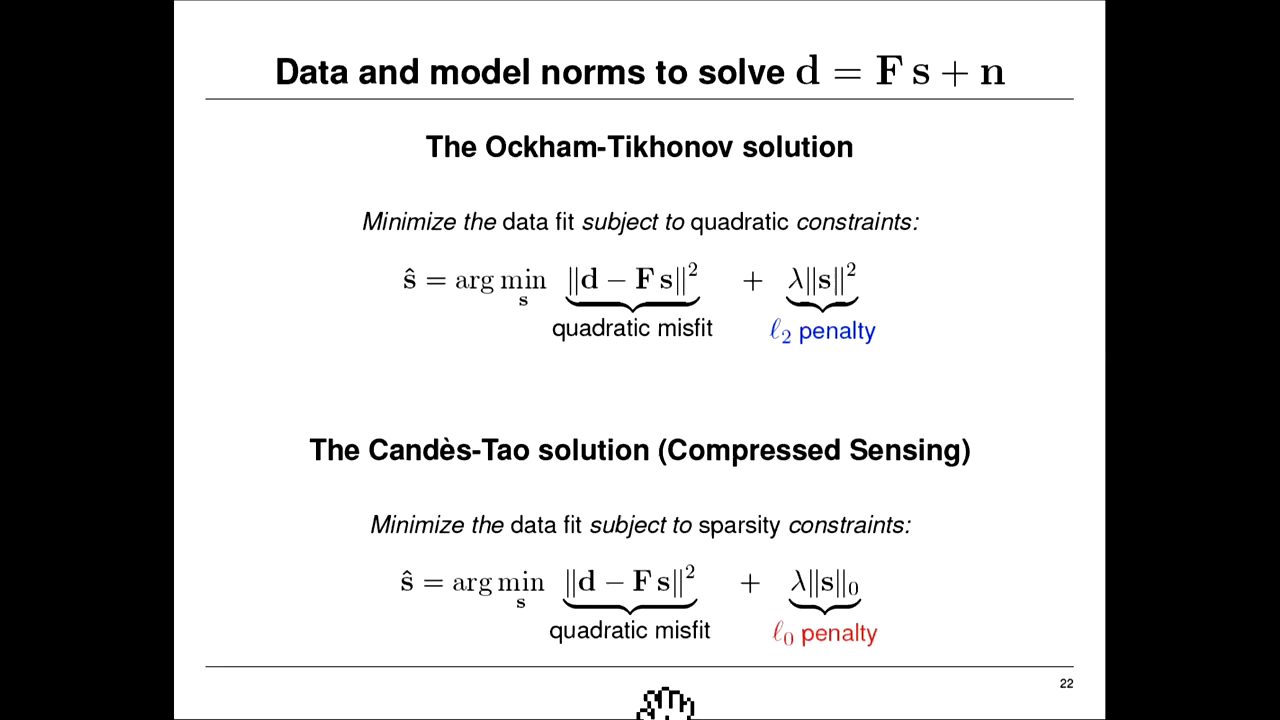 Data and model norms to solve d = F s + n
The Ockham-Tikhonov solution
Minimize the data fit subject to quadratic constraints:
ŝ = arg min_s ||d − F s||² + λ||s||²
quadratic misfit ℓ₂ penalty
The Candès-Tao solution (Compressed Sensing)
Minimize the data fit subject to sparsity constraints:
ŝ = arg min_s ||d − F s||² + λ||s||₀
quadratic misfit ℓ₀ penalty
22